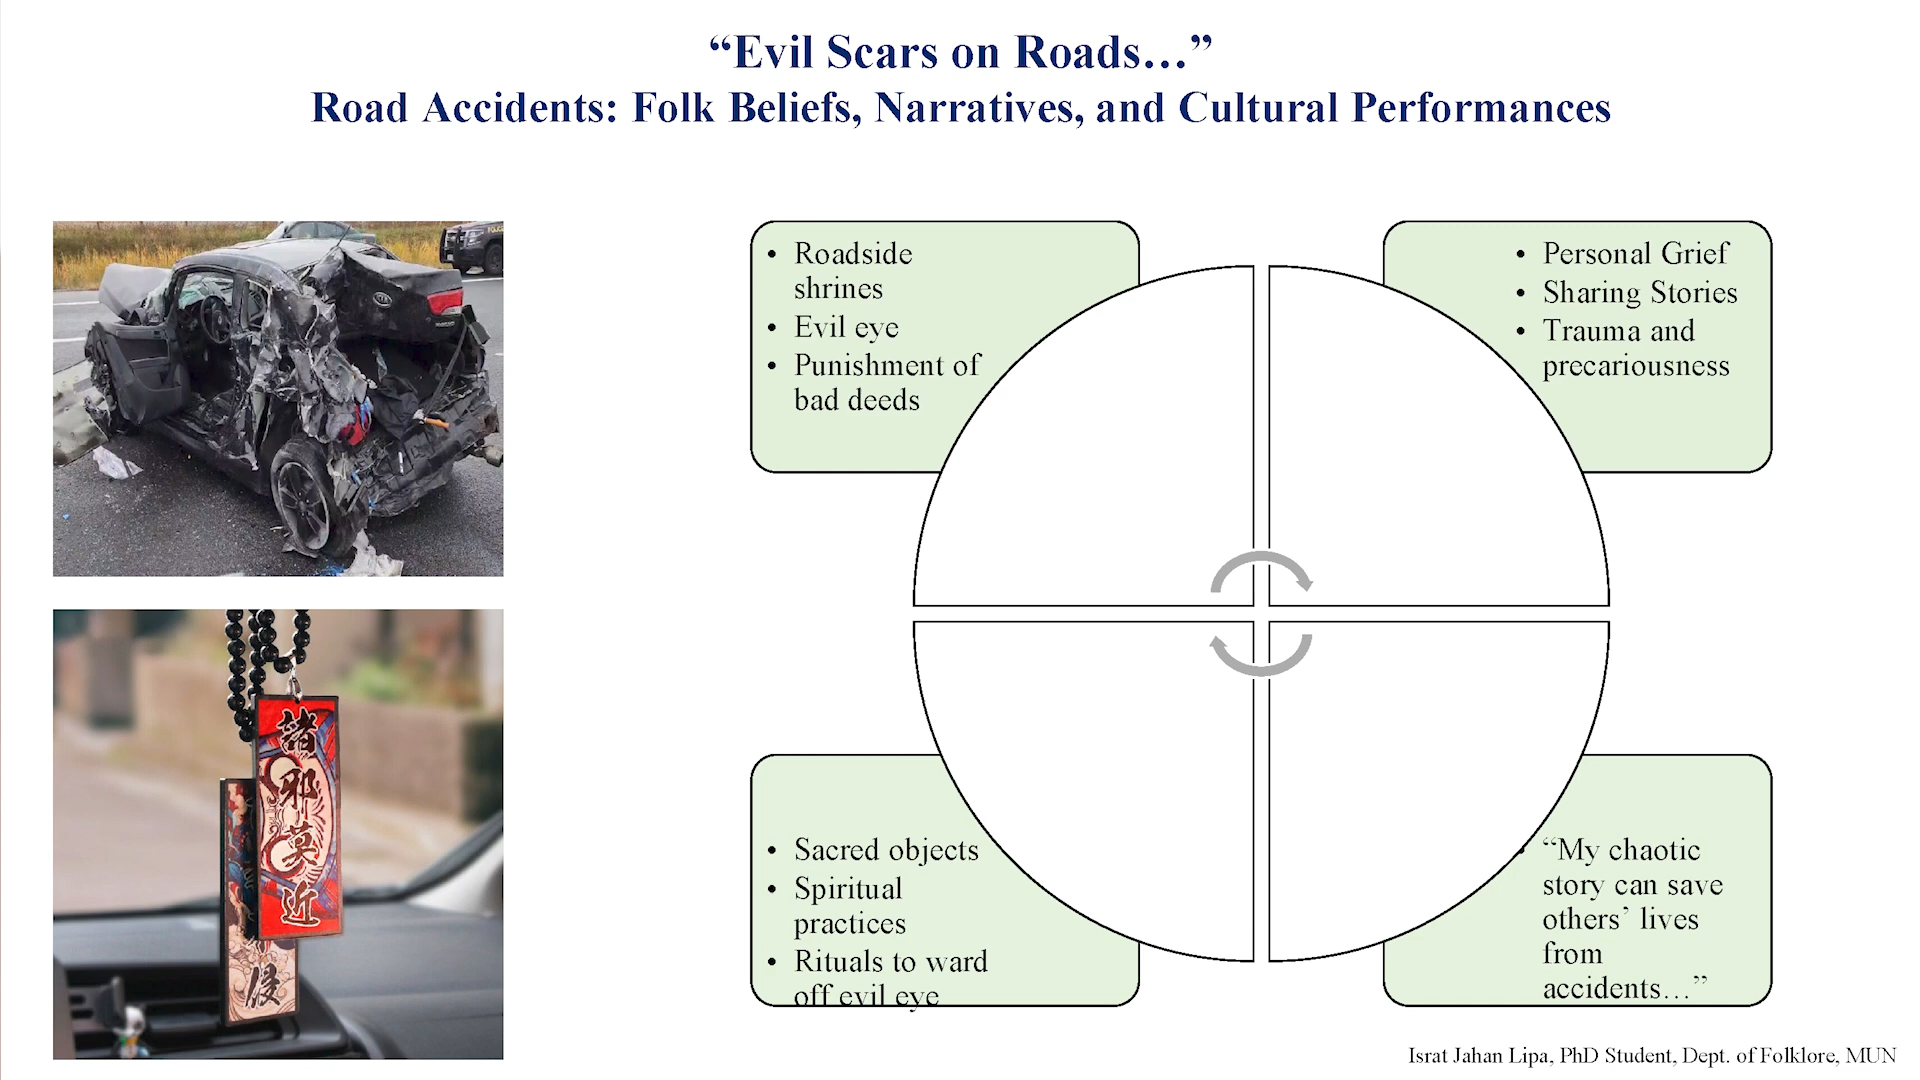 “Evil Scars on Roads…”
Road Accidents: Folk Beliefs, Narratives, and Cultural Performances
• Roadside
shrines
• Evil eye
• Punishment of
bad deeds
• Personal Grief
• Sharing Stories
• Trauma and
precariousness
• Sacred objects
• Spiritual
practices
• Rituals to ward
off evil eye
• “My chaotic
story can save
others’ lives
from
accidents…”
諸邪莫近
Israt Jahan Lipa, PhD Student, Dept. of Folklore, MUN